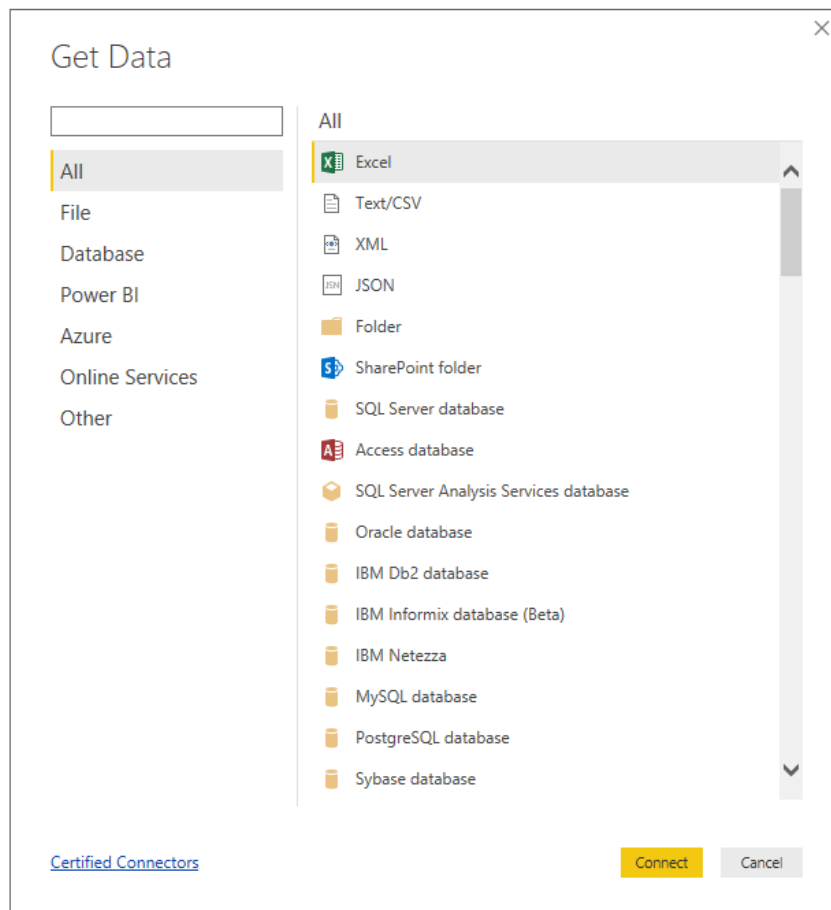 Get Data
All
File
Database
Power BI
Azure
Online Services
Other
All
Excel
Text/CSV
XML
JSN
JSON
Folder
SharePoint folder
SQL Server database
Access database
SQL Server Analysis Services database
Oracle database
IBM Db2 database
IBM Informix database (Beta)
IBM Netezza
MySQL database
PostgreSQL database
Sybase database
Certified Connectors
Connect
Cancel